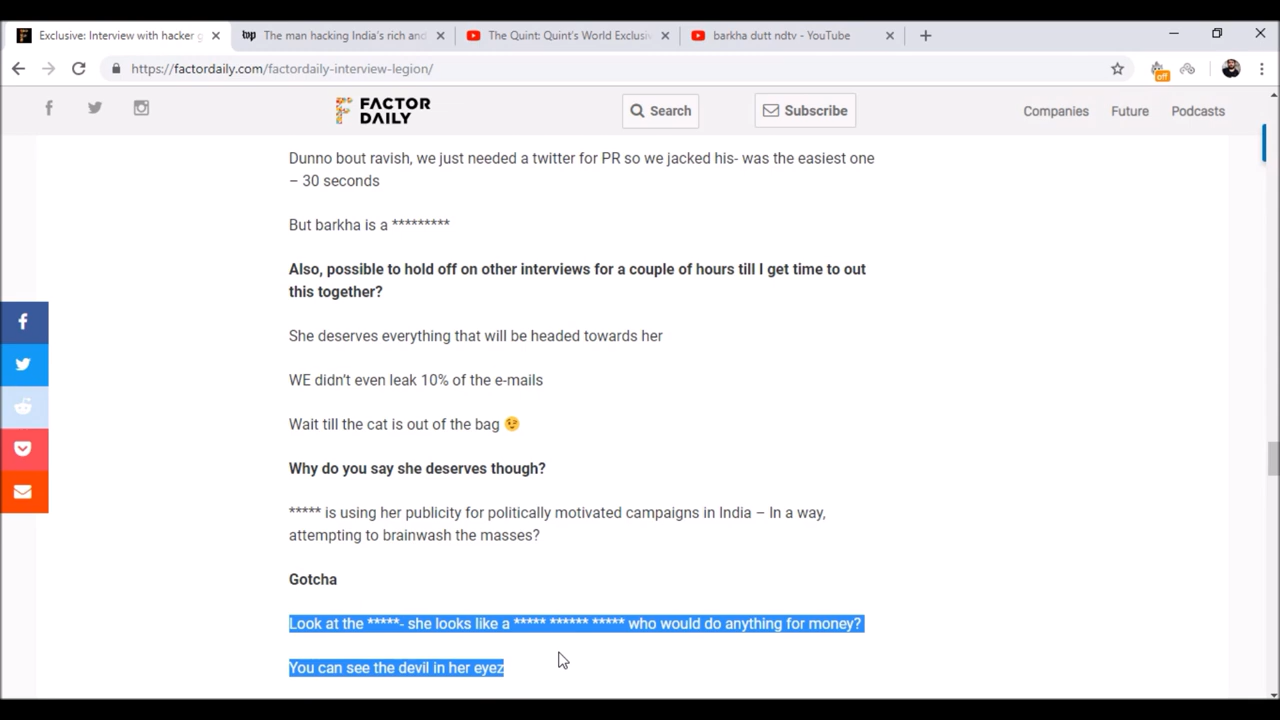 Exclusive: Interview with hacker g
The man hacking India's rich and
The Quint: Quint's World Exclusiv
barkha dutt ndtv - YouTube
https://factordaily.com/factordaily-interview-legion/
off
FACTOR
DAILY
Search
Subscribe
Companies
Future
Podcasts
Dunno bout ravish, we just needed a twitter for PR so we jacked his- was the easiest one
– 30 seconds
But barkha is a *********
Also, possible to hold off on other interviews for a couple of hours till I get time to out
this together?
She deserves everything that will be headed towards her
WE didn't even leak 10% of the e-mails
Wait till the cat is out of the bag 😉
Why do you say she deserves though?
***** is using her publicity for politically motivated campaigns in India – In a way,
attempting to brainwash the masses?
Gotcha
Look at the *****- she looks like a ***** ****** ***** who would do anything for money?
You can see the devil in her eyez